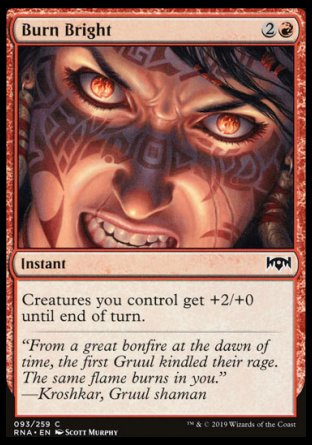 Burn Bright 2
Instant
Creatures you control get +2/+0
until end of turn.
“From a great bonfire at the dawn of
time, the first Gruul kindled their rage.
The same flame burns in you.”
—Kroshkar, Gruul shaman
093/259 C
RNA • EN Scott Murphy
™ & © 2019 Wizards of the Coast